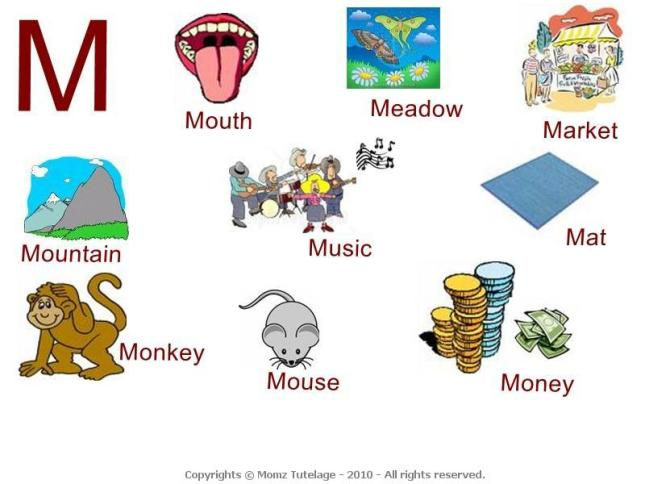 M
Mouth
Meadow
Market
Mountain
Music
Mat
Monkey
Mouse
Money
Copyrights © Momz Tutelage - 2010 - All rights reserved.